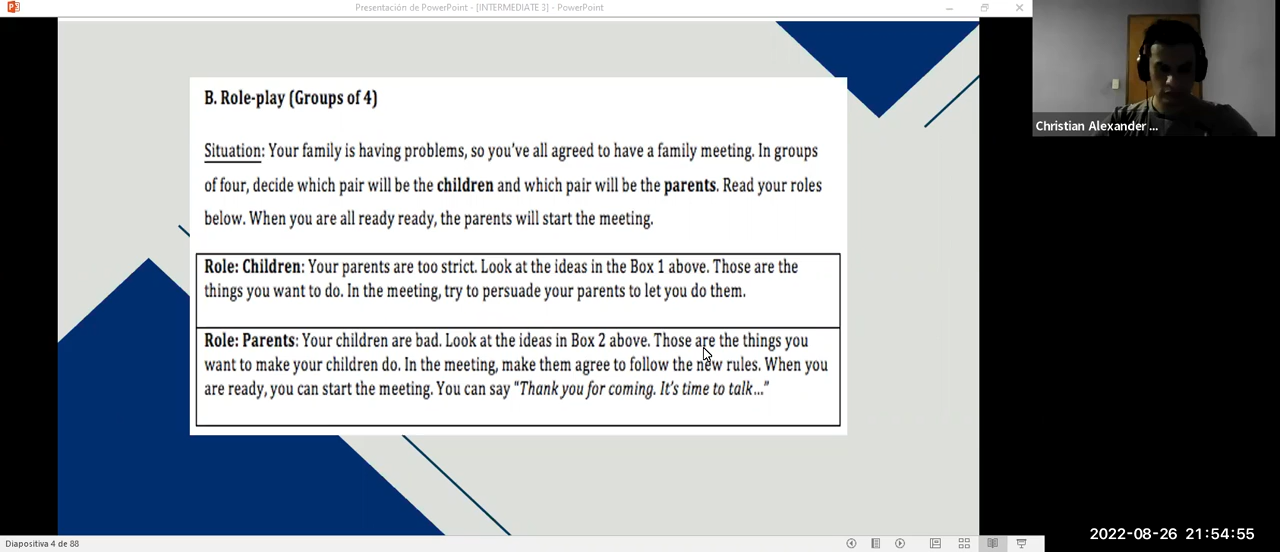 Presentación de PowerPoint - [INTERMEDIATE 3] - PowerPoint
B. Role-play (Groups of 4)
Situation: Your family is having problems, so you've all agreed to have a family meeting. In groups
of four, decide which pair will be the children and which pair will be the parents. Read your roles
below. When you are all ready ready, the parents will start the meeting.
Role: Children: Your parents are too strict. Look at the ideas in the Box 1 above. Those are the
things you want to do. In the meeting, try to persuade your parents to let you do them.
Role: Parents: Your children are bad. Look at the ideas in Box 2 above. Those are the things you
want to make your children do. In the meeting, make them agree to follow the new rules. When you
are ready, you can start the meeting. You can say "Thank you for coming. It's time to talk..."
Christian Alexander ...
Diapositiva 4 de 88
2022-08-26 21:54:55